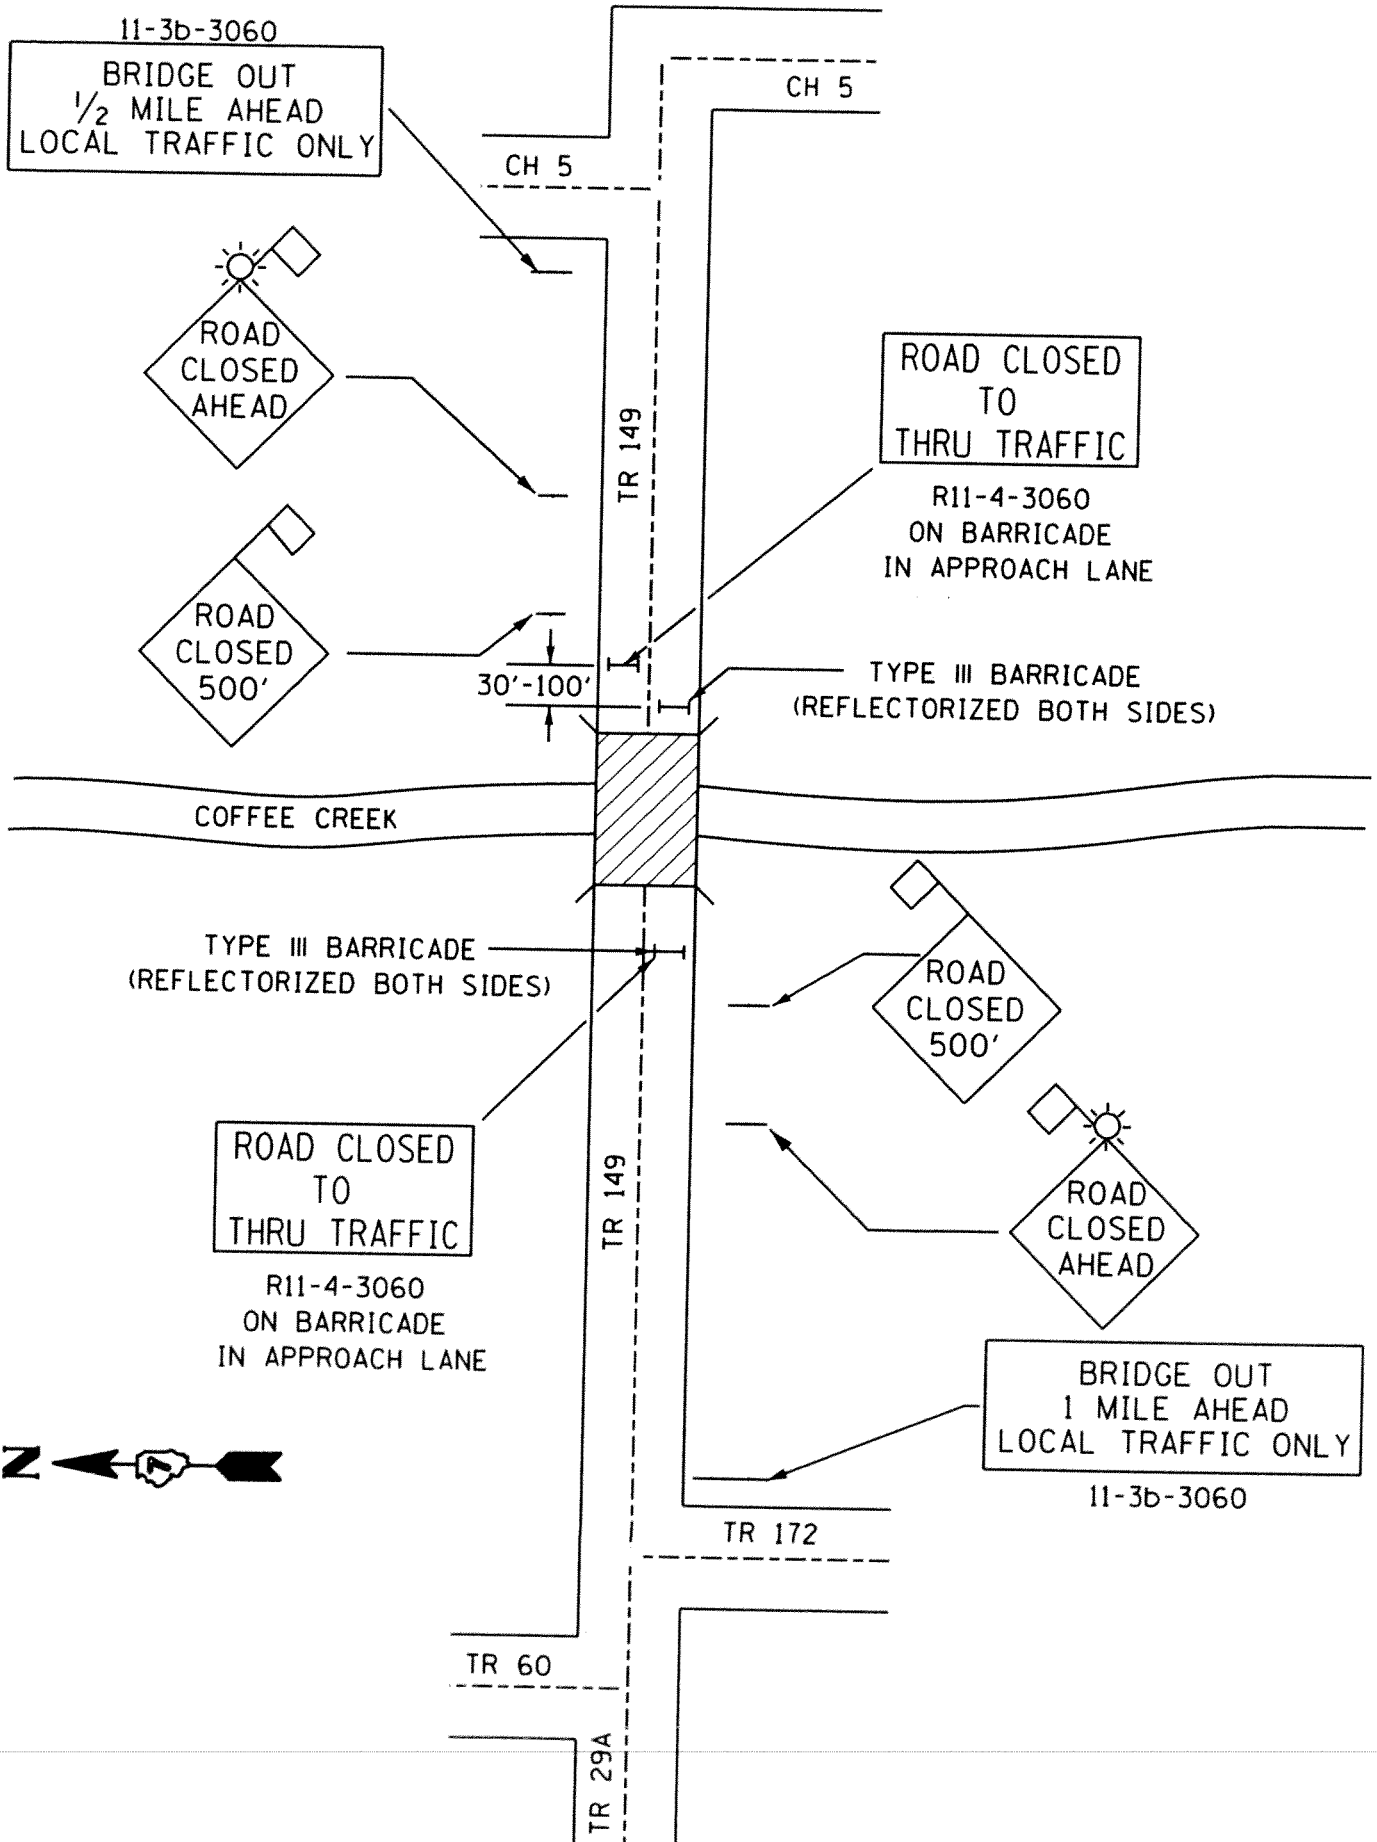 11-3b-3060
BRIDGE OUT
1/2 MILE AHEAD
LOCAL TRAFFIC ONLY
CH 5
CH 5
ROAD
CLOSED
AHEAD
TR 149
ROAD CLOSED
TO
THRU TRAFFIC
R11-4-3060
ON BARRICADE
IN APPROACH LANE
ROAD
CLOSED
500'
30'-100'
TYPE III BARRICADE
(REFLECTORIZED BOTH SIDES)
COFFEE CREEK
TYPE III BARRICADE
(REFLECTORIZED BOTH SIDES)
ROAD
CLOSED
500'
ROAD CLOSED
TO
THRU TRAFFIC
R11-4-3060
ON BARRICADE
IN APPROACH LANE
TR 149
ROAD
CLOSED
AHEAD
BRIDGE OUT
1 MILE AHEAD
LOCAL TRAFFIC ONLY
11-3b-3060
N
TR 172
TR 60
TR 29A